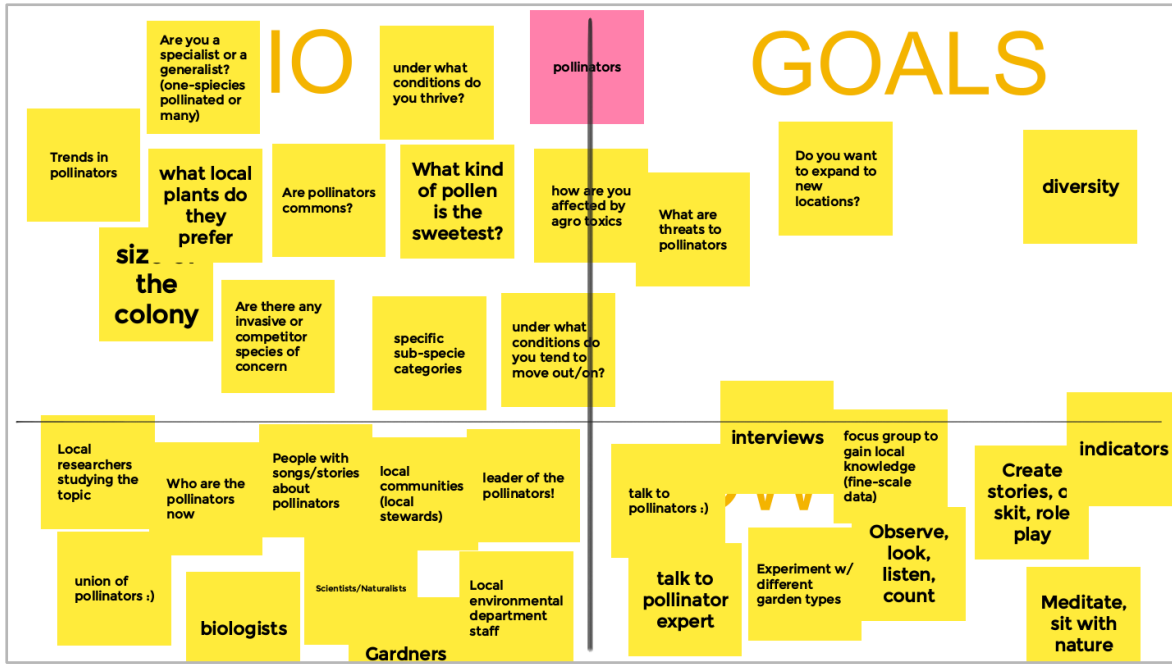 IO
GOALS
Are you a
specialist or a
generalist?
(one-spiecies
pollinated or
many)
under what
conditions do
you thrive?
pollinators
Trends in
pollinators
what local
plants do
they
prefer
Are pollinators
commons?
What kind
of pollen
is the
sweetest?
how are you
affected by
agro toxics
What are
threats to
pollinators
Do you want
to expand to
new
locations?
diversity
the
colony
Are there any
invasive or
competitor
species of
concern
specific
sub-specie
categories
under what
conditions do
you tend to
move out/on?
Local
researchers
studying the
topic
Who are the
pollinators
now
People with
songs/stories
about
pollinators
local
communities
(local
stewards)
leader of the
pollinators!
union of
pollinators :)
biologists
Scientists/Naturalists
Gardners
Local
environmental
department
staff
talk to
pollinators :)
interviews
focus group to
gain local
knowledge
(fine-scale
data)
Create
stories,
skit, role
play
indicators
talk to
pollinator
expert
Experiment w/
different
garden types
Observe,
look,
listen,
count
Meditate,
sit with
nature